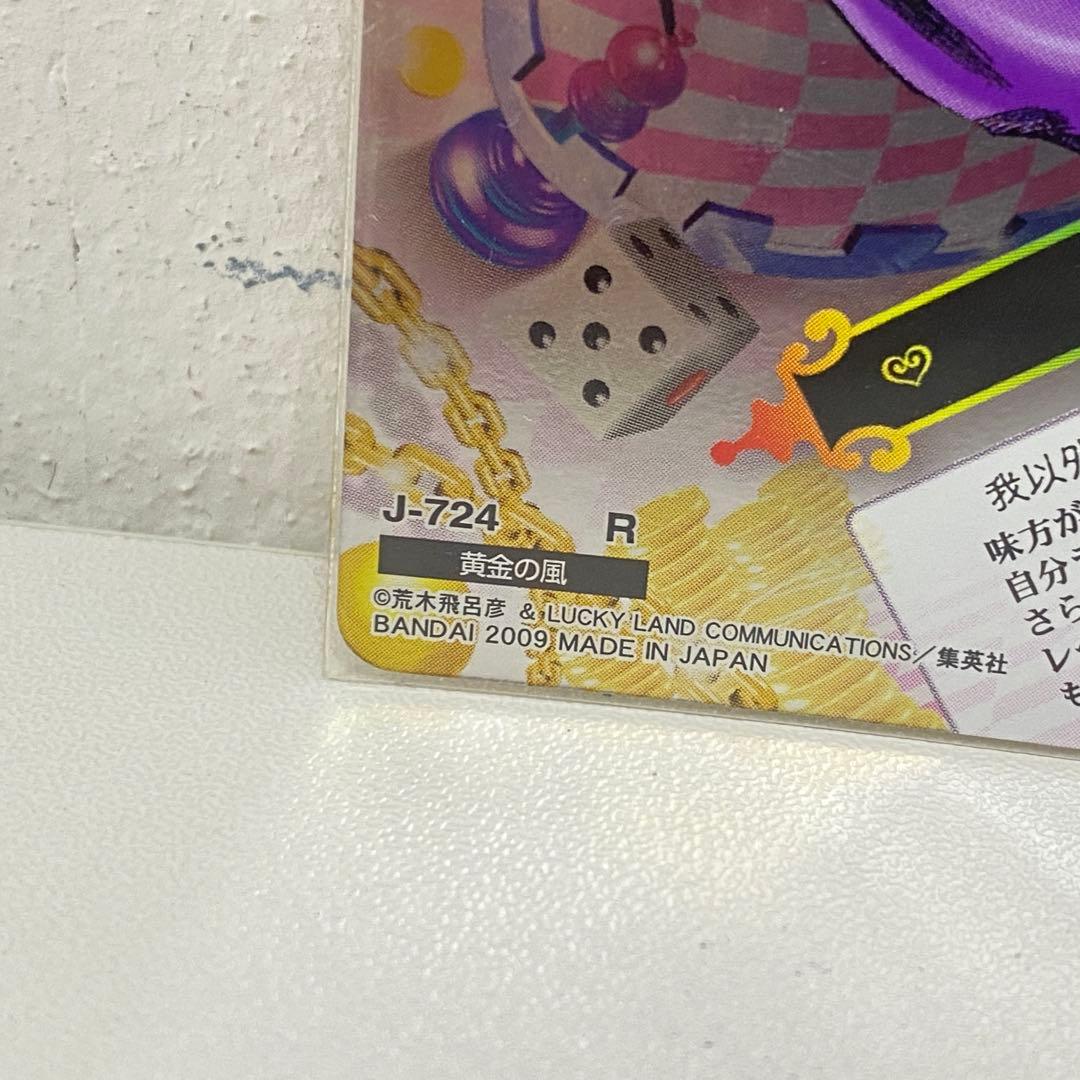 J-724 R
黄金の風
©荒木飛呂彦 & LUCKY LAND COMMUNICATIONS/集英社
BANDAI 2009 MADE IN JAPAN
我以外
味方が
自分
さら
レ
も